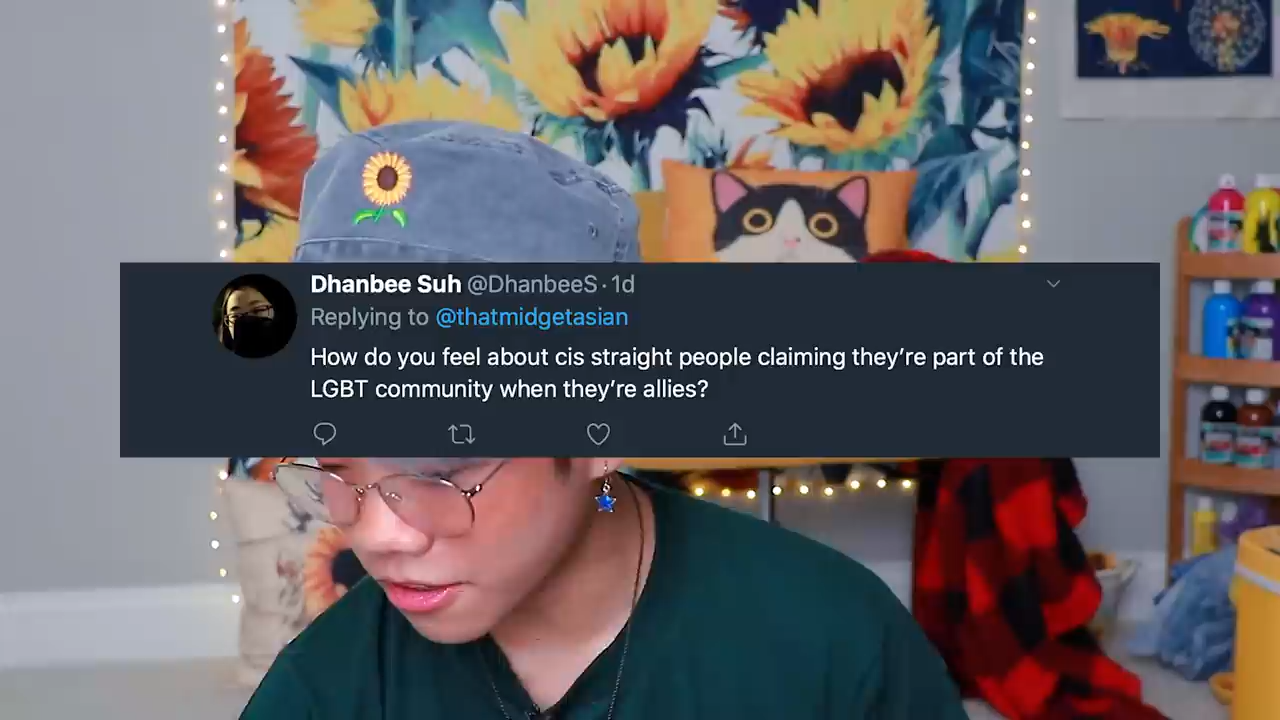 Dhanbee Suh @DhanbeeS · 1d
Replying to @thatmidgetasian
How do you feel about cis straight people claiming they're part of the
LGBT community when they're allies?